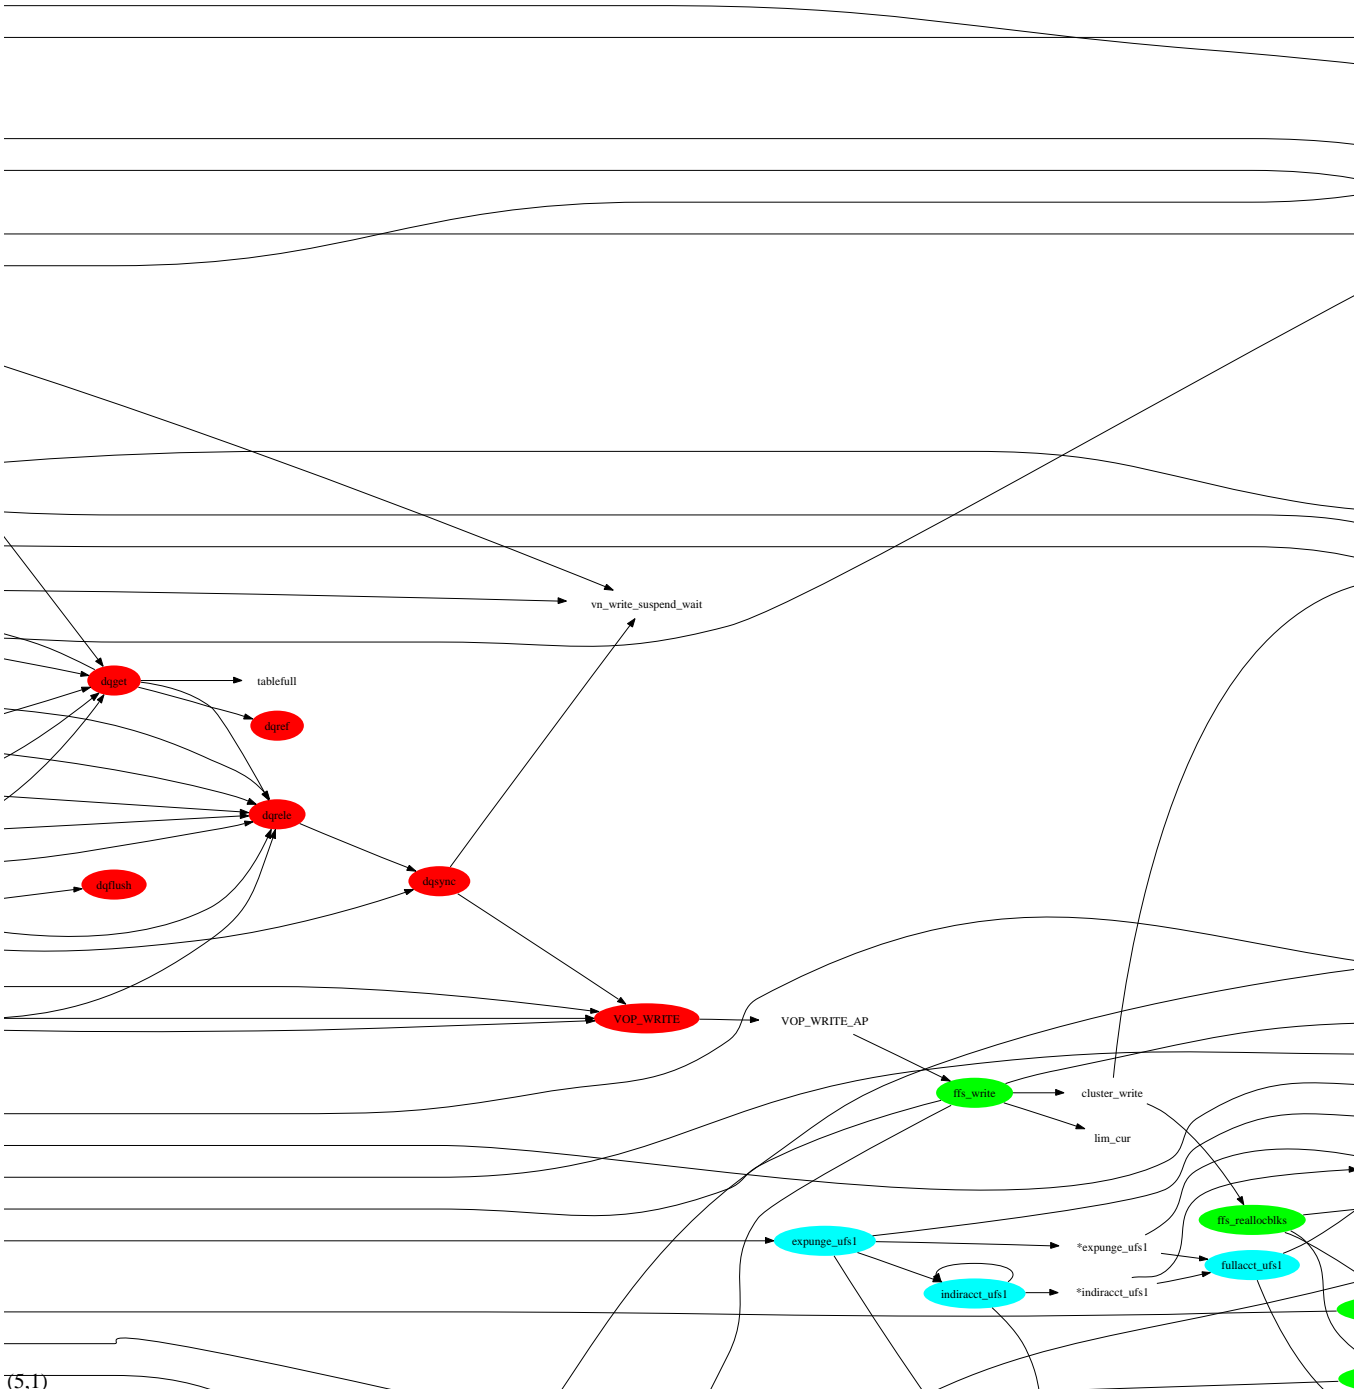 vn_write_suspend_wait
dqget
tablefull
dqref
dqrele
dqsync
dqflush
VOP_WRITE
VOP_WRITE_AP
ffs_write
cluster_write
lim_cur
ffs_reallocblks
expunge_ufs1
*expunge_ufs1
fullacct_ufs1
indiracct_ufs1
*indiracct_ufs1
(5,1)